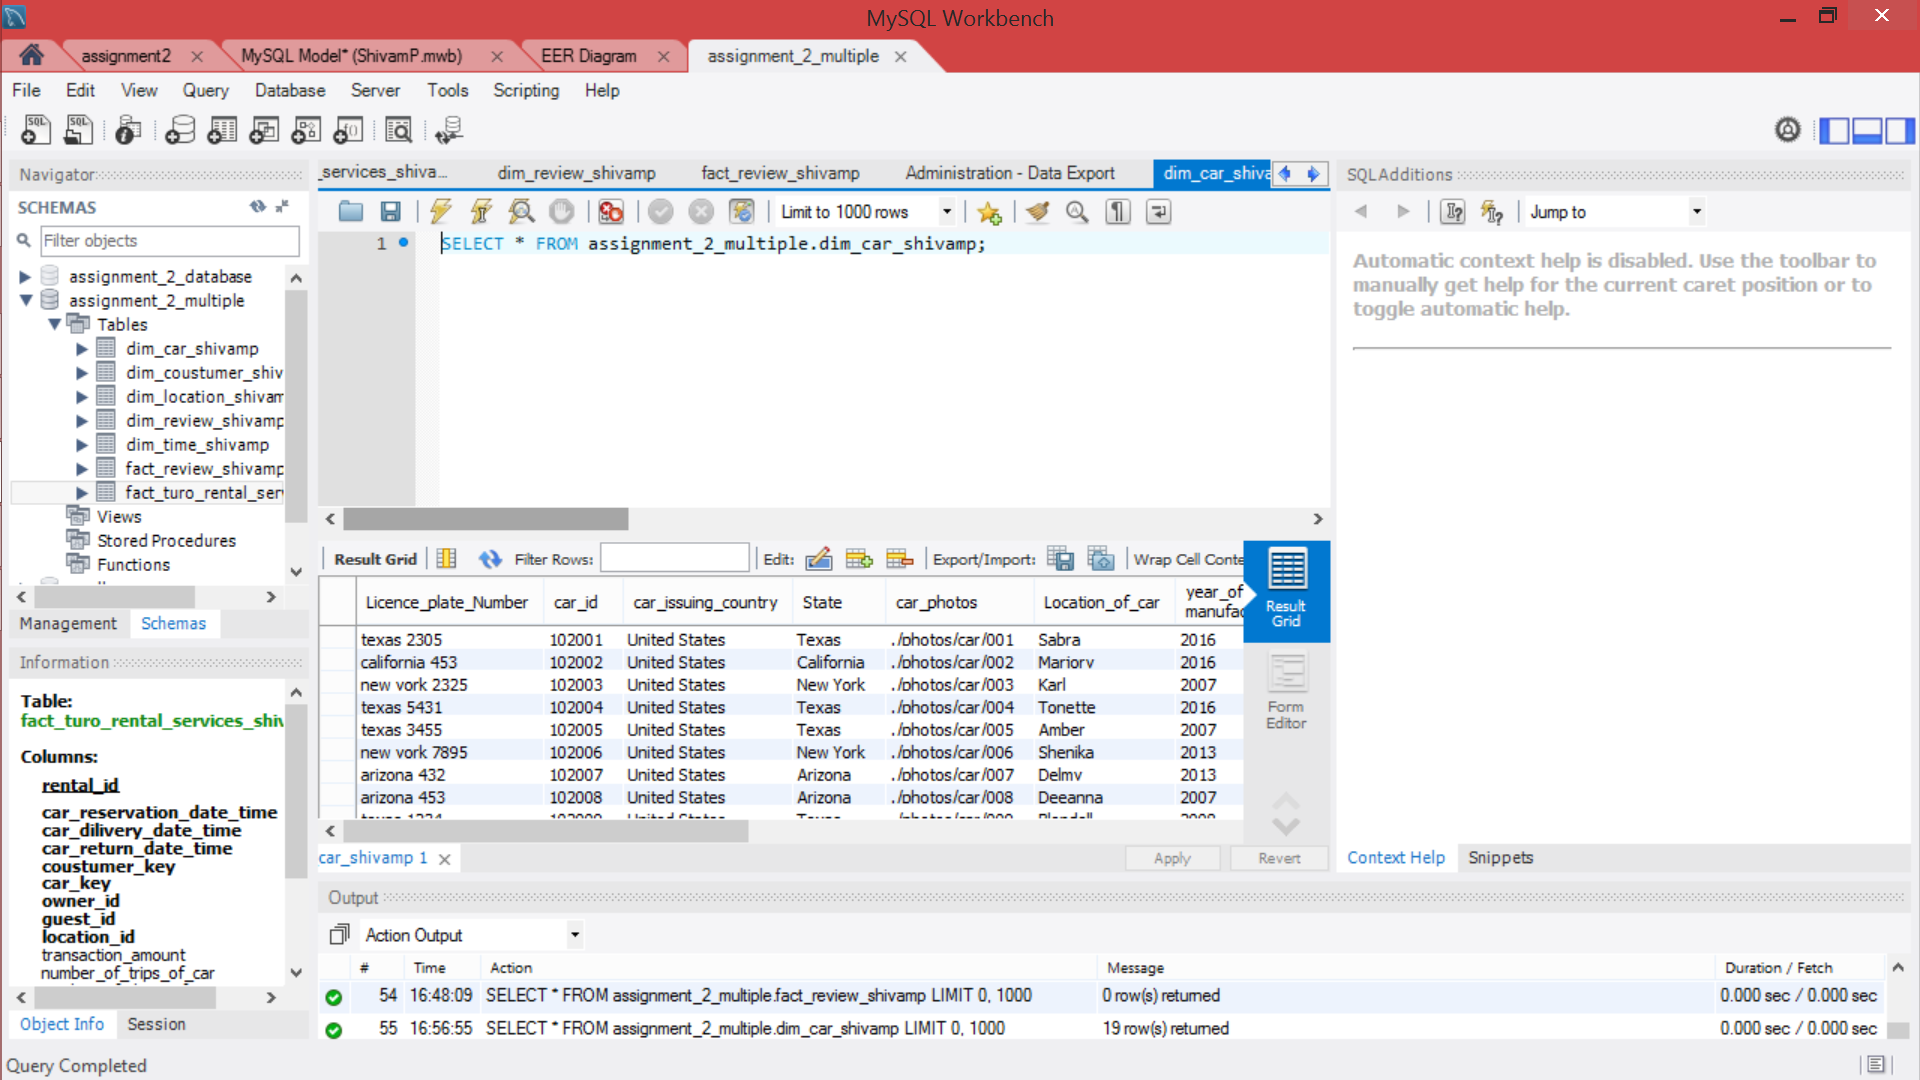 MySQL Workbench
assignment2
MySQL Model* (ShivamP.mwb)
EER Diagram
assignment_2_multiple
File Edit View Query Database Server Tools Scripting Help
Navigator
SCHEMAS
Filter objects
assignment_2_database
assignment_2_multiple
Tables
dim_car_shivamp
dim_coustumer_shiv
dim_location_shivam
dim_review_shivamp
dim_time_shivamp
fact_review_shivamp
fact_turo_rental_ser
Views
Stored Procedures
Functions
Management Schemas
Information
Table:
fact_turo_rental_services_shiv
Columns:
rental_id
car_reservation_date_time
car_dilivery_date_time
car_return_date_time
coustumer_key
car_key
owner_id
guest_id
location_id
transaction_amount
number_of_trips_of_car
Object Info Session
_services_shiva... dim_review_shivamp fact_review_shivamp Administration - Data Export dim_car_shiva
Limit to 1000 rows
1 SELECT * FROM assignment_2_multiple.dim_car_shivamp;
Result Grid Filter Rows: Edit: Export/Import: Wrap Cell Conte
Licence_plate_Number car_id car_issuing_country State car_photos Location_of_car year_of manufac
texas 2305 102001 United States Texas ./photos/car/001 Sabra 2016
california 453 102002 United States California ./photos/car/002 Mariory 2016
new york 2325 102003 United States New York ./photos/car/003 Karl 2007
texas 5431 102004 United States Texas ./photos/car/004 Tonette 2016
texas 3455 102005 United States Texas ./photos/car/005 Amber 2007
new york 7895 102006 United States New York ./photos/car/006 Shenika 2013
arizona 432 102007 United States Arizona ./photos/car/007 Delmy 2013
arizona 453 102008 United States Arizona ./photos/car/008 Deeanna 2007
Result Grid
Form Editor
car_shivamp 1
Apply Revert
SQLAdditions
Jump to
Automatic context help is disabled. Use the toolbar to
manually get help for the current caret position or to
toggle automatic help.
Context Help Snippets
Output
Action Output
# Time Action Message Duration / Fetch
54 16:48:09 SELECT * FROM assignment_2_multiple.fact_review_shivamp LIMIT 0, 1000 0 row(s) returned 0.000 sec / 0.000 sec
55 16:56:55 SELECT * FROM assignment_2_multiple.dim_car_shivamp LIMIT 0, 1000 19 row(s) returned 0.000 sec / 0.000 sec
Query Completed